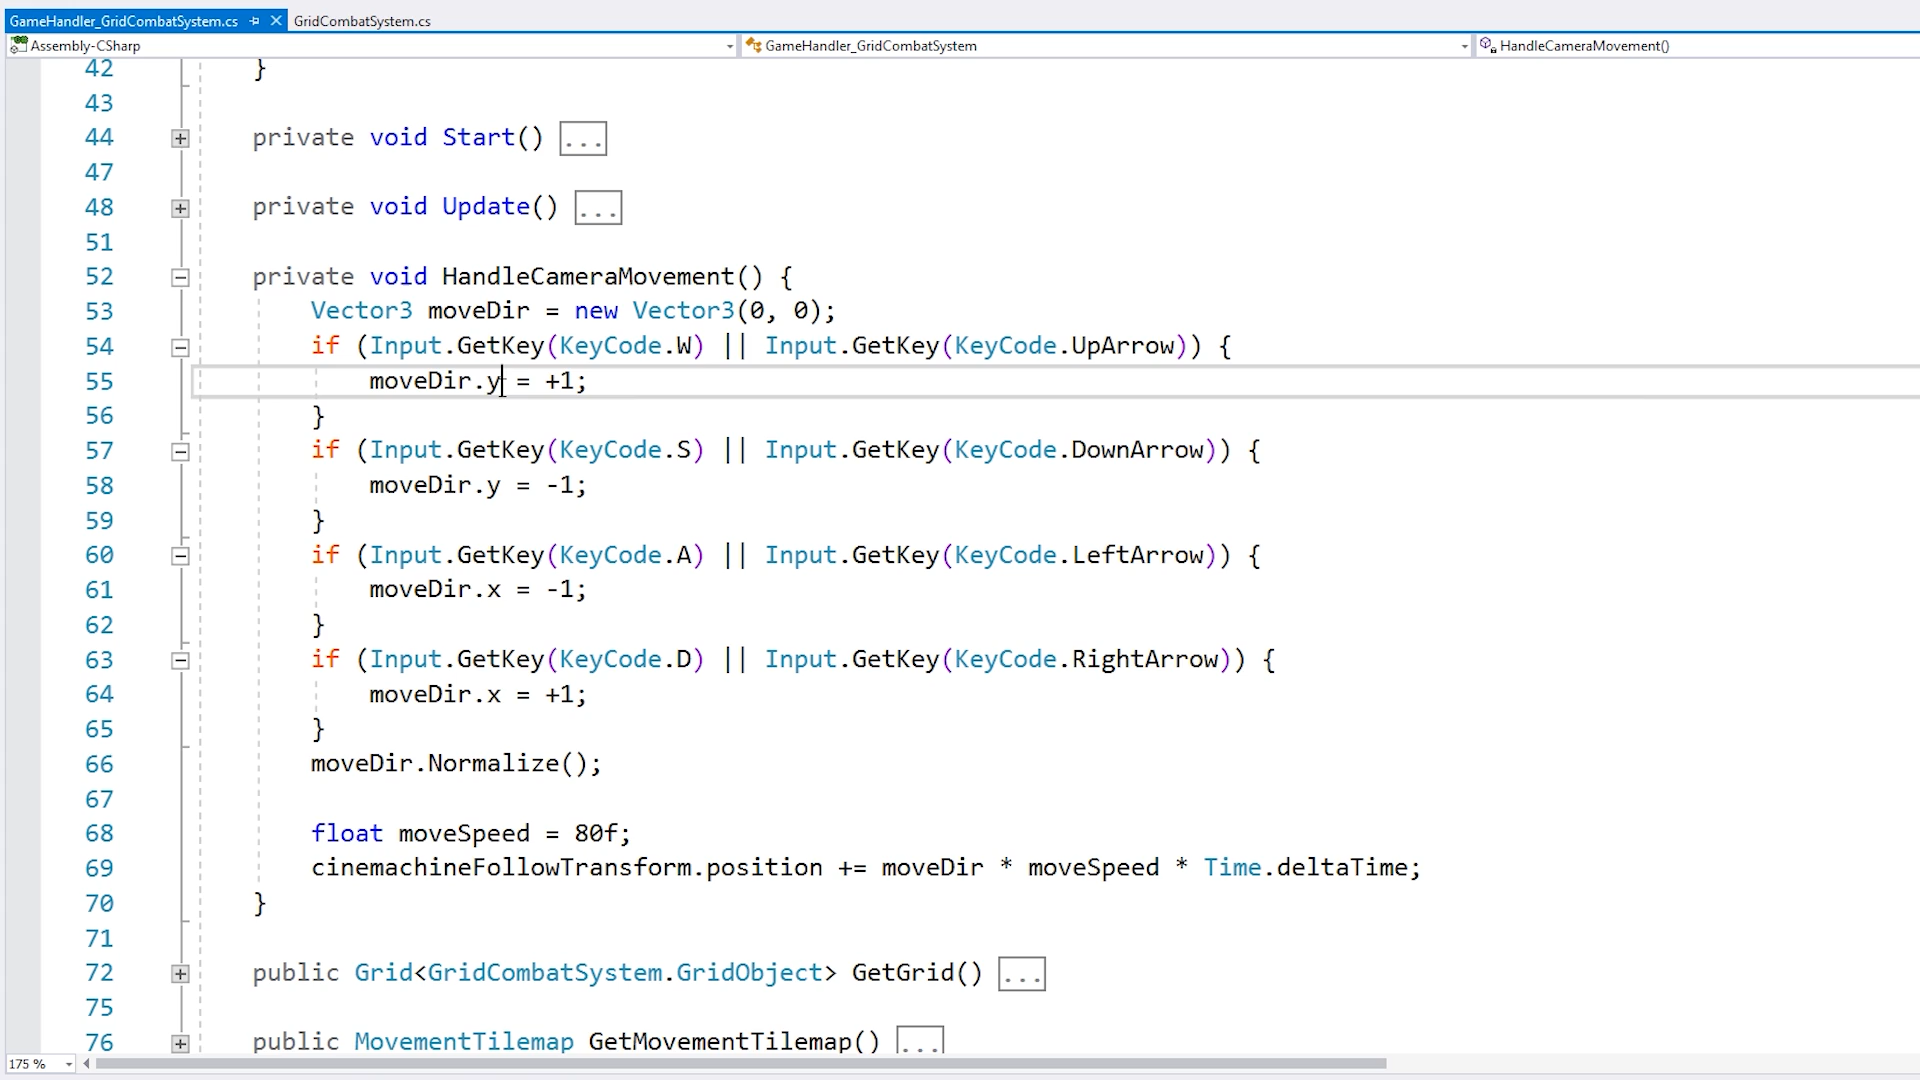 GameHandler_GridCombatSystem.cs GridCombatSystem.cs
Assembly-CSharp GameHandler_GridCombatSystem HandleCameraMovement()
42 }
43
44 private void Start() ...
47
48 private void Update() ...
51
52 private void HandleCameraMovement() {
53 Vector3 moveDir = new Vector3(0, 0);
54 if (Input.GetKey(KeyCode.W) || Input.GetKey(KeyCode.UpArrow)) {
55 moveDir.y = +1;
56 }
57 if (Input.GetKey(KeyCode.S) || Input.GetKey(KeyCode.DownArrow)) {
58 moveDir.y = -1;
59 }
60 if (Input.GetKey(KeyCode.A) || Input.GetKey(KeyCode.LeftArrow)) {
61 moveDir.x = -1;
62 }
63 if (Input.GetKey(KeyCode.D) || Input.GetKey(KeyCode.RightArrow)) {
64 moveDir.x = +1;
65 }
66 moveDir.Normalize();
67
68 float moveSpeed = 80f;
69 cinemachineFollowTransform.position += moveDir * moveSpeed * Time.deltaTime;
70 }
71
72 public Grid<GridCombatSystem.GridObject> GetGrid() ...
75
76 public MovementTilemap GetMovementTilemap() ...
175 %